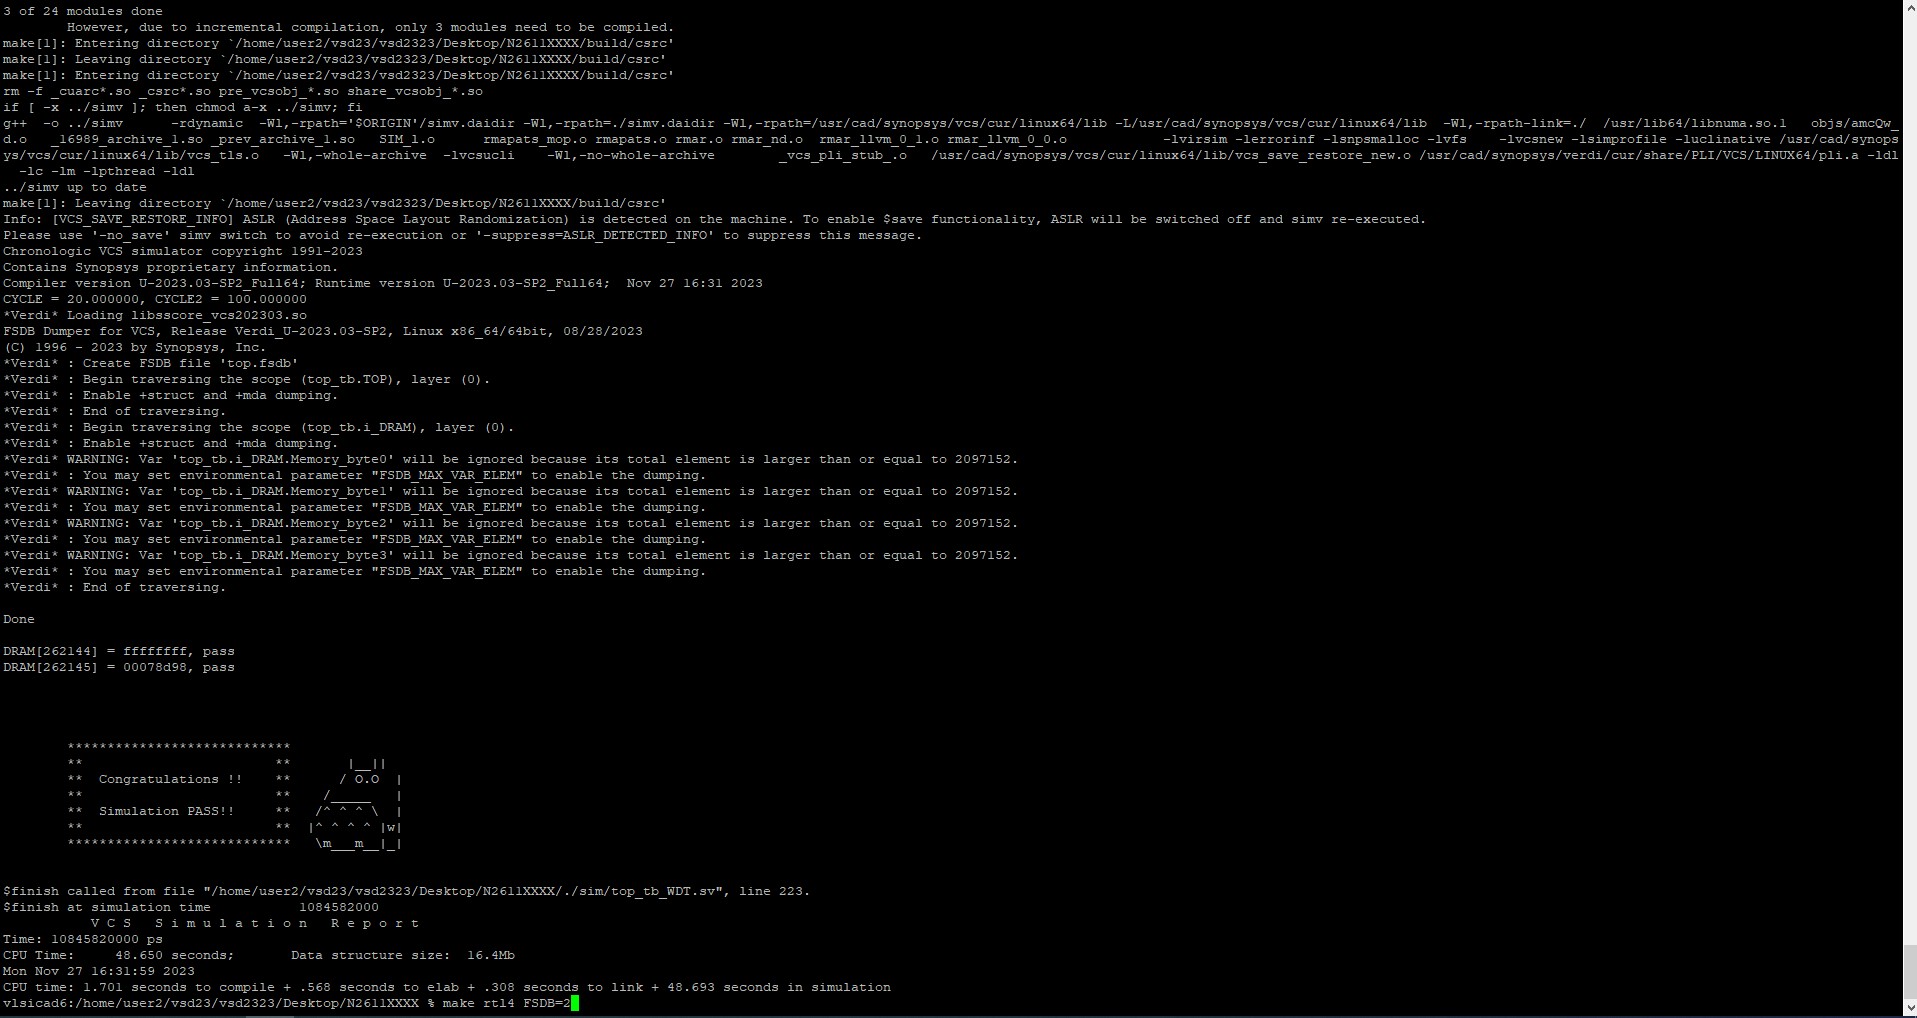 3 of 24 modules done
However, due to incremental compilation, only 3 modules need to be compiled.
make[1]: Entering directory `/home/user2/vsd23/vsd2323/Desktop/N2611XXXX/build/csrc'
make[1]: Leaving directory `/home/user2/vsd23/vsd2323/Desktop/N2611XXXX/build/csrc'
make[1]: Entering directory `/home/user2/vsd23/vsd2323/Desktop/N2611XXXX/build/csrc'
rm -f _cuarc*.so _csrc*.so pre_vcsobj_*.so share_vcsobj_*.so
if [ -x ../simv ]; then chmod a-x ../simv; fi
g++  -o ../simv      -rdynamic  -Wl,-rpath='$ORIGIN'/simv.daidir -Wl,-rpath=./simv.daidir -Wl,-rpath=/usr/cad/synopsys/vcs/cur/linux64/lib -L/usr/cad/synopsys/vcs/cur/linux64/lib  -Wl,-rpath-link=./  /usr/lib64/libnuma.so.1   objs/amcQw_
d.o   _16989_archive_1.so _prev_archive_1.so   SIM_l.o      rmapats_mop.o rmapats.o rmar.o rmar_nd.o  rmar_llvm_0_1.o rmar_llvm_0_0.o            -lvirsim -lerrorinf -lsnpsmalloc -lvfs    -lvcsnew -lsimprofile -luclinative /usr/cad/synops
ys/vcs/cur/linux64/lib/vcs_tls.o   -Wl,-whole-archive  -lvcsucli    -Wl,-no-whole-archive        _vcs_pli_stub_.o   /usr/cad/synopsys/vcs/cur/linux64/lib/vcs_save_restore_new.o /usr/cad/synopsys/verdi/cur/share/PLI/VCS/LINUX64/pli.a -ldl
-lc -lm -lpthread -ldl
../simv up to date
make[1]: Leaving directory `/home/user2/vsd23/vsd2323/Desktop/N2611XXXX/build/csrc'
Info: [VCS_SAVE_RESTORE_INFO] ASLR (Address Space Layout Randomization) is detected on the machine. To enable $save functionality, ASLR will be switched off and simv re-executed.
Please use '-no_save' simv switch to avoid re-execution or '-suppress=ASLR_DETECTED_INFO' to suppress this message.
Chronologic VCS simulator copyright 1991-2023
Contains Synopsys proprietary information.
Compiler version U-2023.03-SP2_Full64; Runtime version U-2023.03-SP2_Full64;  Nov 27 16:31 2023
CYCLE = 20.000000, CYCLE2 = 100.000000
*Verdi* Loading libsscore_vcs202303.so
FSDB Dumper for VCS, Release Verdi_U-2023.03-SP2, Linux x86_64/64bit, 08/28/2023
(C) 1996 - 2023 by Synopsys, Inc.
*Verdi* : Create FSDB file 'top.fsdb'
*Verdi* : Begin traversing the scope (top_tb.TOP), layer (0).
*Verdi* : Enable +struct and +mda dumping.
*Verdi* : End of traversing.
*Verdi* : Begin traversing the scope (top_tb.i_DRAM), layer (0).
*Verdi* : Enable +struct and +mda dumping.
*Verdi* WARNING: Var 'top_tb.i_DRAM.Memory_byte0' will be ignored because its total element is larger than or equal to 2097152.
*Verdi* : You may set environmental parameter "FSDB_MAX_VAR_ELEM" to enable the dumping.
*Verdi* WARNING: Var 'top_tb.i_DRAM.Memory_byte1' will be ignored because its total element is larger than or equal to 2097152.
*Verdi* : You may set environmental parameter "FSDB_MAX_VAR_ELEM" to enable the dumping.
*Verdi* WARNING: Var 'top_tb.i_DRAM.Memory_byte2' will be ignored because its total element is larger than or equal to 2097152.
*Verdi* : You may set environmental parameter "FSDB_MAX_VAR_ELEM" to enable the dumping.
*Verdi* WARNING: Var 'top_tb.i_DRAM.Memory_byte3' will be ignored because its total element is larger than or equal to 2097152.
*Verdi* : You may set environmental parameter "FSDB_MAX_VAR_ELEM" to enable the dumping.
*Verdi* : End of traversing.
Done
DRAM[262144] = ffffffff, pass
DRAM[262145] = 00078d98, pass
****************************
**                        **       |__||
**  Congratulations !!    **      / O.O  |
**                        **    /_____   |
**  Simulation PASS!!     **   /^ ^ ^ \  |
**                        **  |^ ^ ^ ^ |w|
****************************   \m___m__|_|
$finish called from file "/home/user2/vsd23/vsd2323/Desktop/N2611XXXX/./sim/top_tb_WDT.sv", line 223.
$finish at simulation time           1084582000
V C S   S i m u l a t i o n   R e p o r t
Time: 10845820000 ps
CPU Time:     48.650 seconds;       Data structure size:  16.4Mb
Mon Nov 27 16:31:59 2023
CPU time: 1.701 seconds to compile + .568 seconds to elab + .308 seconds to link + 48.693 seconds in simulation
vlsicad6:/home/user2/vsd23/vsd2323/Desktop/N2611XXXX % make rtl4 FSDB=2